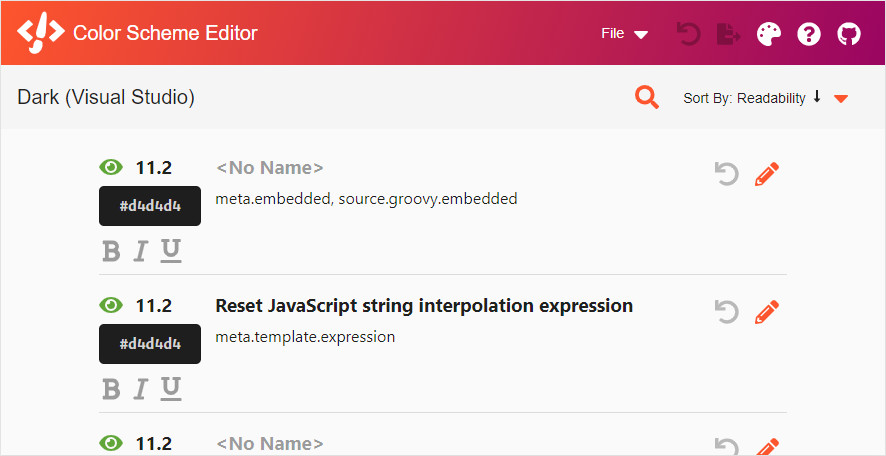 Color Scheme Editor
File
Dark (Visual Studio)
Sort By: Readability
11.2 <No Name>
#d4d4d4 meta.embedded, source.groovy.embedded
B I U
11.2 Reset JavaScript string interpolation expression
#d4d4d4 meta.template.expression
B I U
11.2 <No Name>